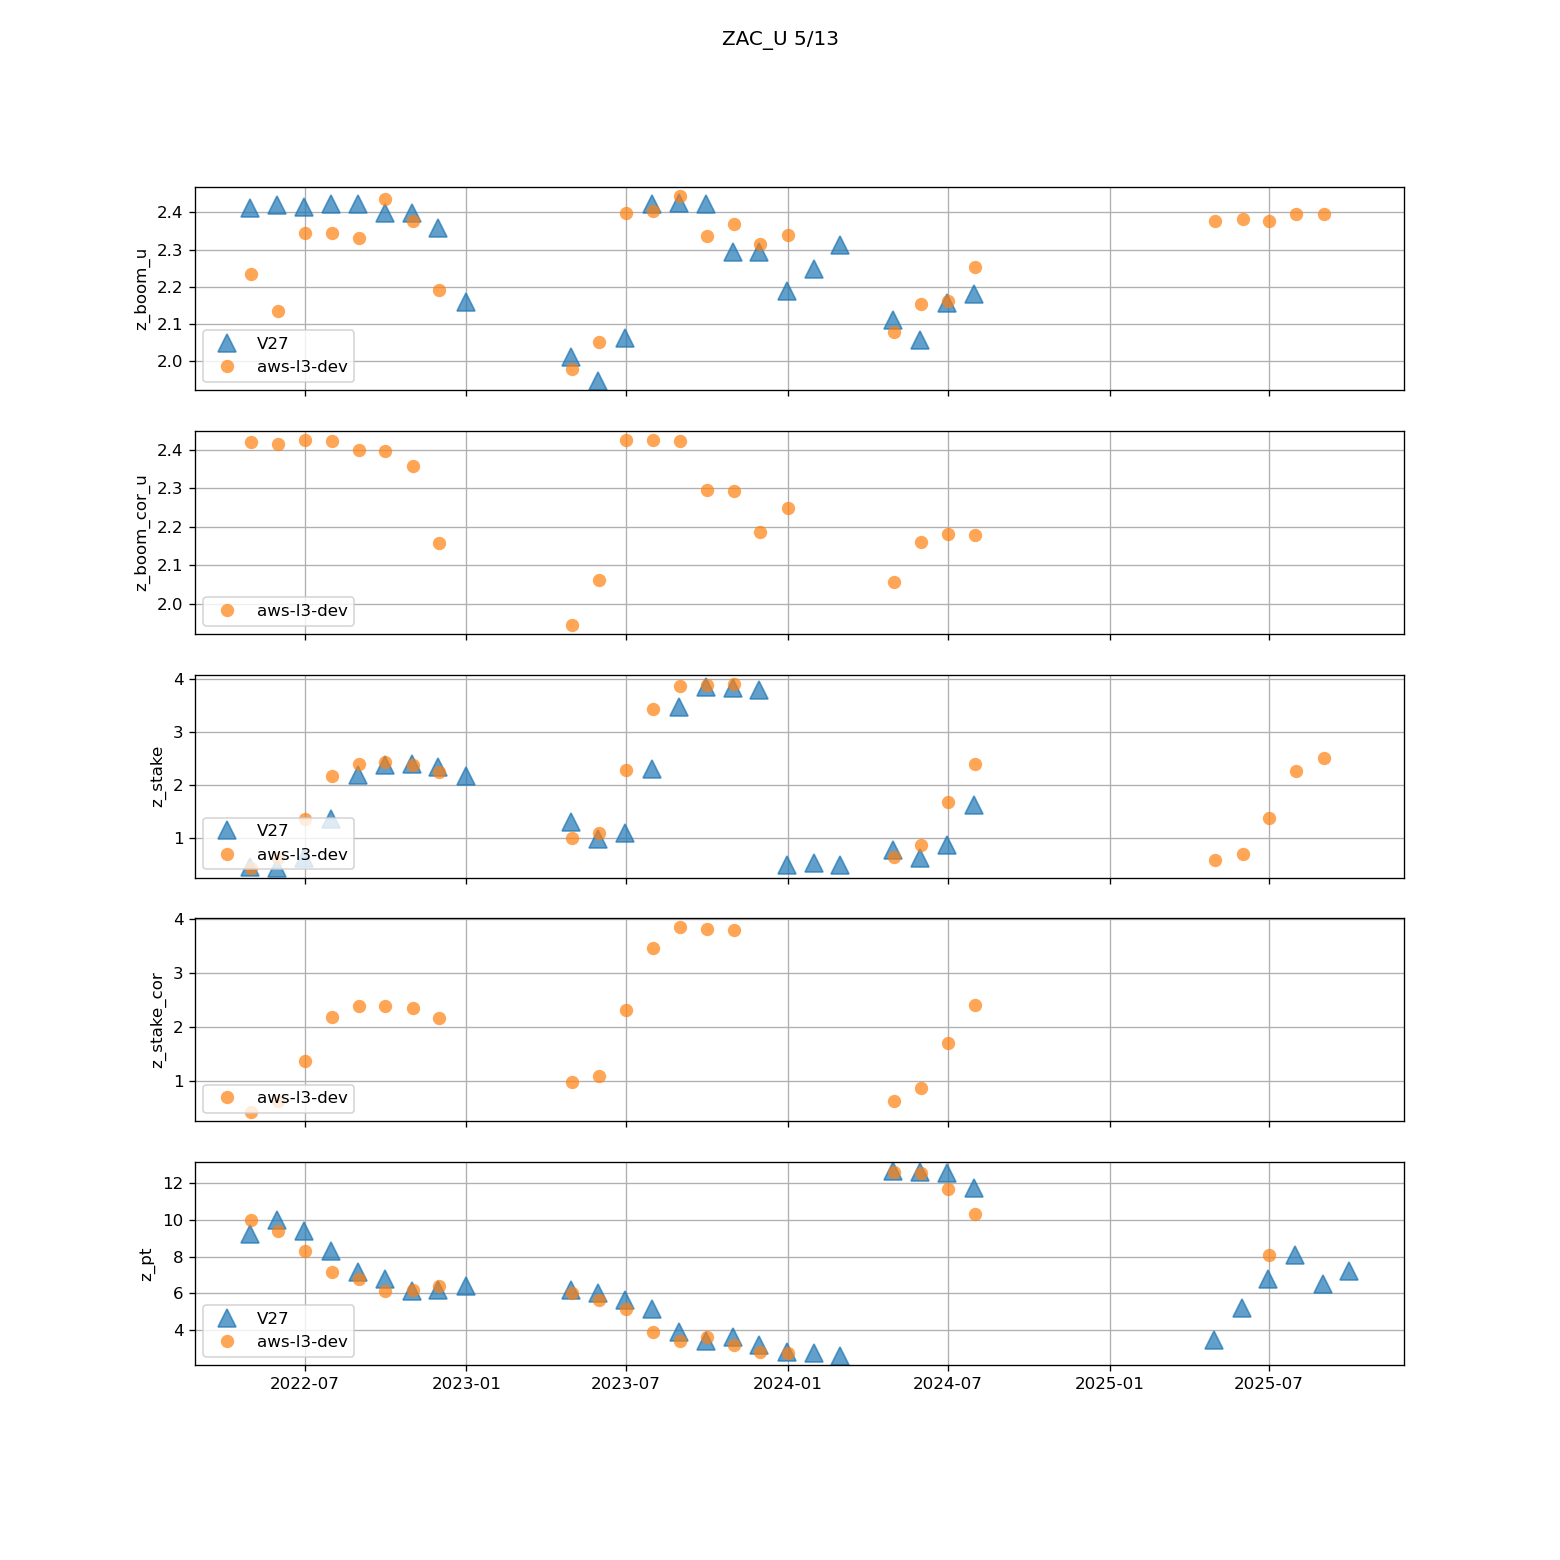 ZAC_U 5/13
2.4
2.3
2.2
2.1
2.0
z_boom_u
V27
aws-l3-dev
2.4
2.3
2.2
2.1
2.0
z_boom_cor_u
aws-l3-dev
4
3
2
1
z_stake
V27
aws-l3-dev
4
3
2
1
z_stake_cor
aws-l3-dev
12
10
8
6
4
z_pt
V27
aws-l3-dev
2022-07
2023-01
2023-07
2024-01
2024-07
2025-01
2025-07